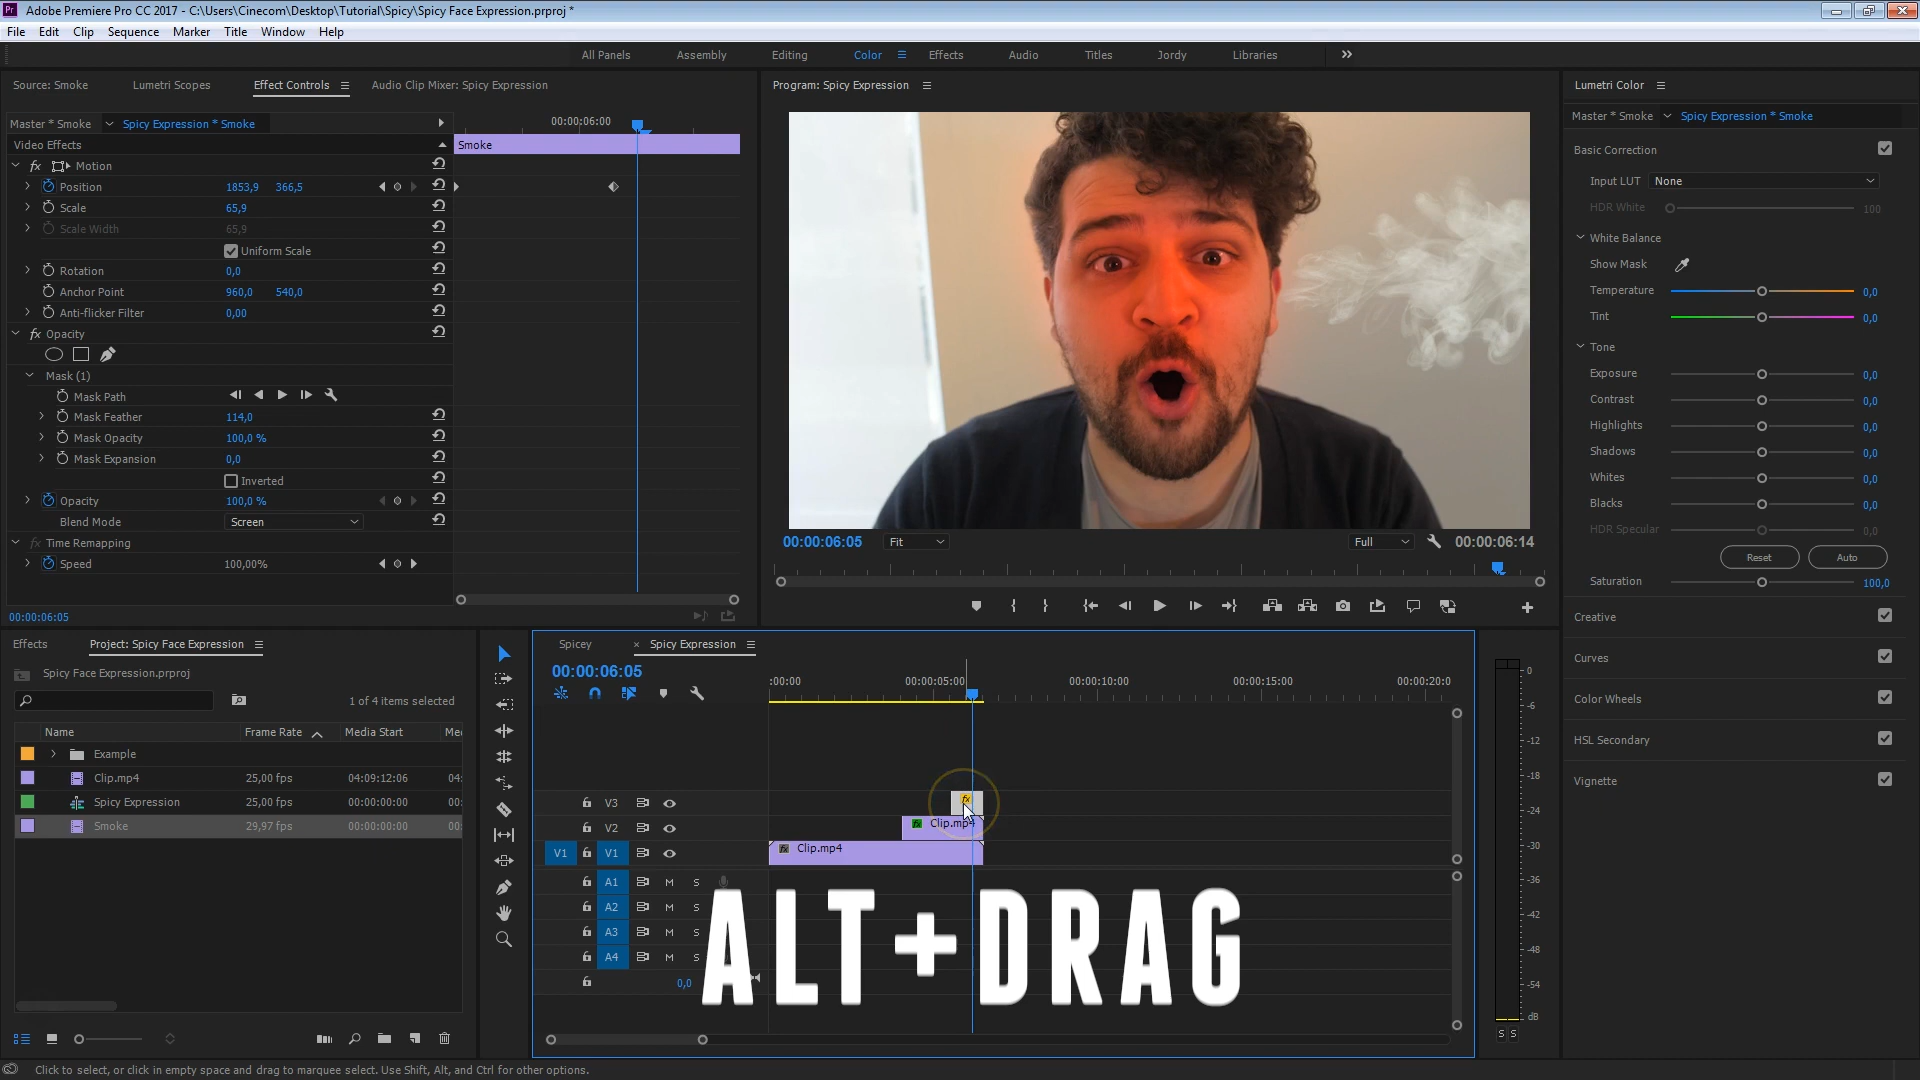 Adobe Premiere Pro CC 2017 - C:\Users\Cinecom\Desktop\Tutorial\Spicy\Spicy Face Expression.prproj *
File Edit Clip Sequence Marker Title Window Help
All Panels Assembly Editing Color Effects Audio Titles Jordy Libraries
Source: Smoke Lumetri Scopes Effect Controls Audio Clip Mixer: Spicy Expression
Master * Smoke Spicy Expression * Smoke 00:00:06:00
Video Effects Smoke
fx Motion
Position 1853,9 366,5
Scale 65,9
Scale Width 65,9
Uniform Scale
Rotation 0,0
Anchor Point 960,0 540,0
Anti-flicker Filter 0,00
fx Opacity
Mask (1)
Mask Path
Mask Feather 114,0
Mask Opacity 100,0 %
Mask Expansion 0,0
Inverted
Opacity 100,0 %
Blend Mode Screen
fx Time Remapping
Speed 100,00%
00:00:06:05
Program: Spicy Expression
00:00:06:05 Fit Full 00:00:06:14
Lumetri Color
Master * Smoke Spicy Expression * Smoke
Basic Correction
Input LUT None
HDR White 100
White Balance
Show Mask
Temperature 0,0
Tint 0,0
Tone
Exposure 0,0
Contrast 0,0
Highlights 0,0
Shadows 0,0
Whites 0,0
Blacks 0,0
HDR Specular 0,0
Reset Auto
Saturation 100,0
Creative
Curves
Color Wheels
HSL Secondary
Vignette
Effects Project: Spicy Face Expression
Spicy Face Expression.prproj
1 of 4 items selected
Name Frame Rate Media Start Me
Example
Clip.mp4 25,00 fps 04:09:12:06 04:
Spicy Expression 25,00 fps 00:00:00:00 00:
Smoke 29,97 fps 00:00:00:00 00:
Spicey × Spicy Expression
00:00:06:05
:00:00 00:00:05:00 00:00:10:00 00:00:15:00 00:00:20:0
V3 fx
V2 Clip.mp4
V1 V1 Clip.mp4
A1 M S
A2 M S
A3 M S
A4 M S
0,0
ALT+DRAG
0
-6
-12
-18
-24
-30
-36
-42
-48
-54
dB
S S
Click to select, or click in empty space and drag to marquee select. Use Shift, Alt, and Ctrl for other options.